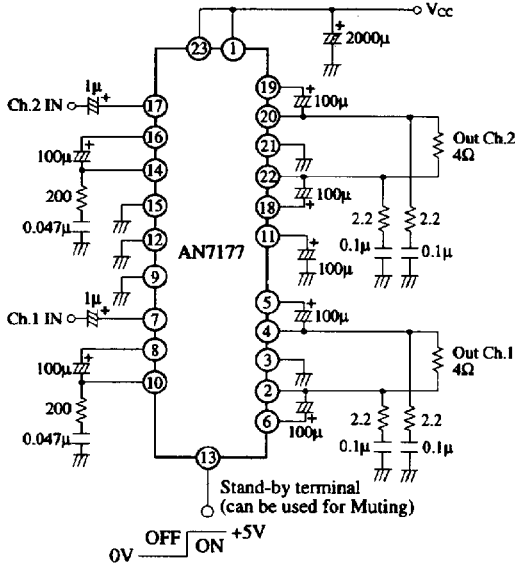 VCC
2000μ
23
1
1μ
Ch.2 IN
17
16
100μ
14
200
0.047μ
15
12
9
1μ
Ch.1 IN
7
8
100μ
10
200
0.047μ
AN7177
19
100μ
20
21
22
100μ
18
11
100μ
Out Ch.2
4Ω
2.2
2.2
0.1μ
0.1μ
5
100μ
4
3
2
100μ
6
Out Ch.1
4Ω
2.2
2.2
0.1μ
0.1μ
13
Stand-by terminal
(can be used for Muting)
OFF
+5V
0V
ON